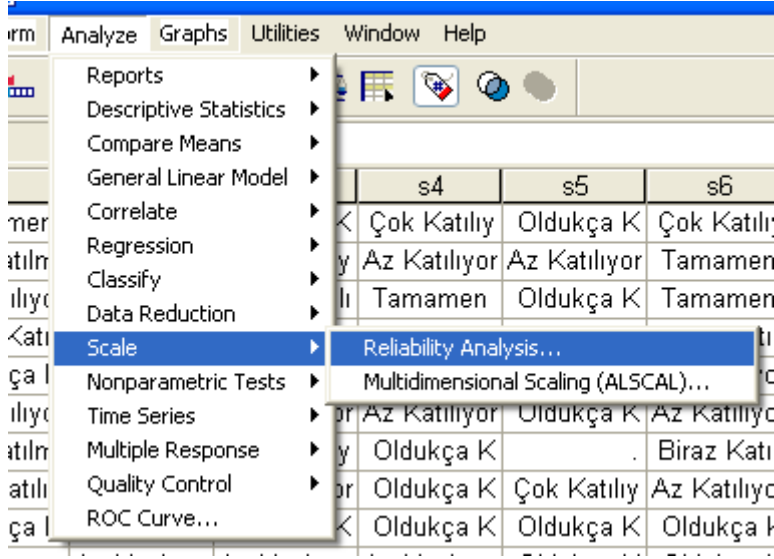 Analyze Graphs Utilities Window Help
Reports
Descriptive Statistics
Compare Means
General Linear Model
s4 s5 s6
Correlate
Çok Katılıy Oldukça K Çok Katılıy
Regression
Az Katılıyor Az Katılıyor Tamamen
Classify
Tamamen Oldukça K Tamamen
Data Reduction
Scale
Reliability Analysis...
Nonparametric Tests
Multidimensional Scaling (ALSCAL)...
Time Series
Az Katılıyor Oldukça K Az Katılıyo
Multiple Response
Oldukça K . Biraz Katı
Quality Control
Oldukça K Çok Katılıy Az Katılıyo
ROC Curve...
K Oldukça K Oldukça K Oldukça K